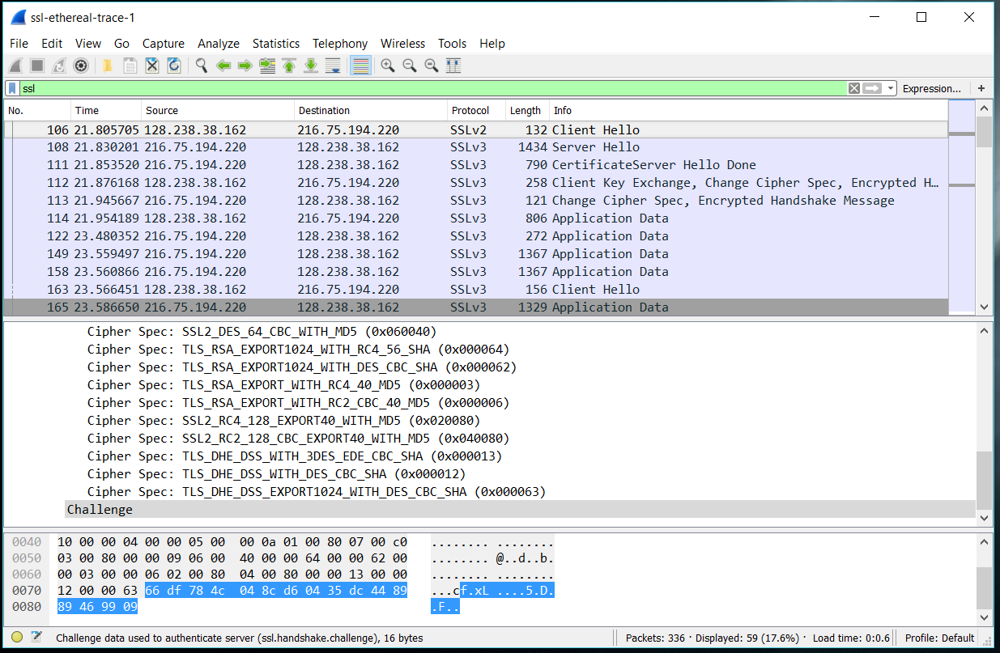 ssl-ethereal-trace-1
File Edit View Go Capture Analyze Statistics Telephony Wireless Tools Help
ssl Expression... +
No. Time Source Destination Protocol Length Info
106 21.805705 128.238.38.162 216.75.194.220 SSLv2 132 Client Hello
108 21.830201 216.75.194.220 128.238.38.162 SSLv3 1434 Server Hello
111 21.853520 216.75.194.220 128.238.38.162 SSLv3 790 CertificateServer Hello Done
112 21.876168 128.238.38.162 216.75.194.220 SSLv3 258 Client Key Exchange, Change Cipher Spec, Encrypted H…
113 21.945667 216.75.194.220 128.238.38.162 SSLv3 121 Change Cipher Spec, Encrypted Handshake Message
114 21.954189 128.238.38.162 216.75.194.220 SSLv3 806 Application Data
122 23.480352 216.75.194.220 128.238.38.162 SSLv3 272 Application Data
149 23.559497 216.75.194.220 128.238.38.162 SSLv3 1367 Application Data
158 23.560866 216.75.194.220 128.238.38.162 SSLv3 1367 Application Data
163 23.566451 128.238.38.162 216.75.194.220 SSLv3 156 Client Hello
165 23.586650 216.75.194.220 128.238.38.162 SSLv3 1329 Application Data
Cipher Spec: SSL2_DES_64_CBC_WITH_MD5 (0x060040)
Cipher Spec: TLS_RSA_EXPORT1024_WITH_RC4_56_SHA (0x000064)
Cipher Spec: TLS_RSA_EXPORT1024_WITH_DES_CBC_SHA (0x000062)
Cipher Spec: TLS_RSA_EXPORT_WITH_RC4_40_MD5 (0x000003)
Cipher Spec: TLS_RSA_EXPORT_WITH_RC2_CBC_40_MD5 (0x000006)
Cipher Spec: SSL2_RC4_128_EXPORT40_WITH_MD5 (0x020080)
Cipher Spec: SSL2_RC2_128_CBC_EXPORT40_WITH_MD5 (0x040080)
Cipher Spec: TLS_DHE_DSS_WITH_3DES_EDE_CBC_SHA (0x000013)
Cipher Spec: TLS_DHE_DSS_WITH_DES_CBC_SHA (0x000012)
Cipher Spec: TLS_DHE_DSS_EXPORT1024_WITH_DES_CBC_SHA (0x000063)
Challenge
0040 10 00 00 04 00 00 05 00 00 0a 01 00 80 07 00 c0 ........ ........
0050 03 00 80 00 00 09 06 00 40 00 00 64 00 00 62 00 ........ @..d..b.
0060 00 03 00 00 06 02 00 80 04 00 80 00 00 13 00 00 ........ ........
0070 12 00 00 63 66 df 78 4c 04 8c d6 04 35 dc 44 89 ...cf.xL ....5.D.
0080 89 46 99 09 .F..
Challenge data used to authenticate server (ssl.handshake.challenge), 16 bytes Packets: 336 · Displayed: 59 (17.6%) · Load time: 0:0.6 Profile: Default